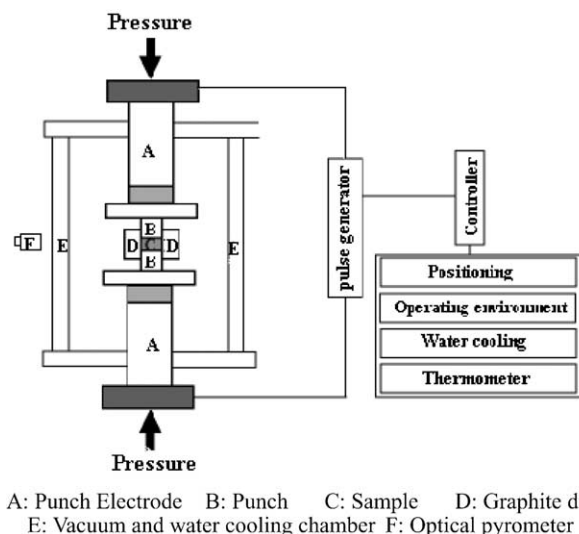 Pressure
A
B
D C D
B
F
E
E
A
Pressure
pulse generator
Controller
Positioning
Operating environment
Water cooling
Thermometer
A: Punch Electrode B: Punch C: Sample D: Graphite d
E: Vacuum and water cooling chamber F: Optical pyrometer